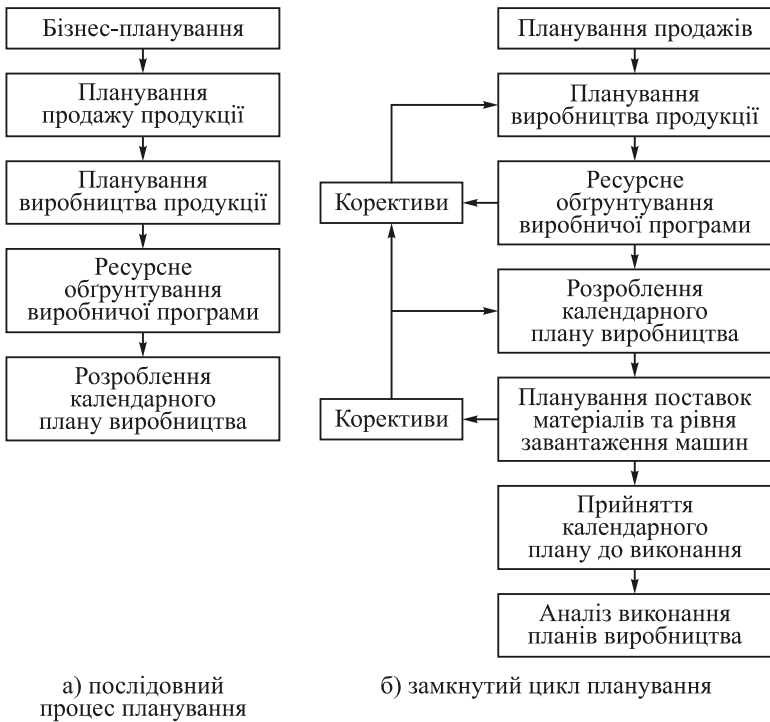 Бізнес-планування
Планування
продажу продукції
Планування
виробництва продукції
Ресурсне
обґрунтування
виробничої програми
Розроблення
календарного
плану виробництва
а) послідовний
процес планування
Планування продажів
Планування
виробництва продукції
Корективи
Ресурсне
обґрунтування
виробничої програми
Розроблення
календарного
плану виробництва
Корективи
Планування поставок
матеріалів та рівня
завантаження машин
Прийняття
календарного
плану до виконання
Аналіз виконання
планів виробництва
б) замкнутий цикл планування